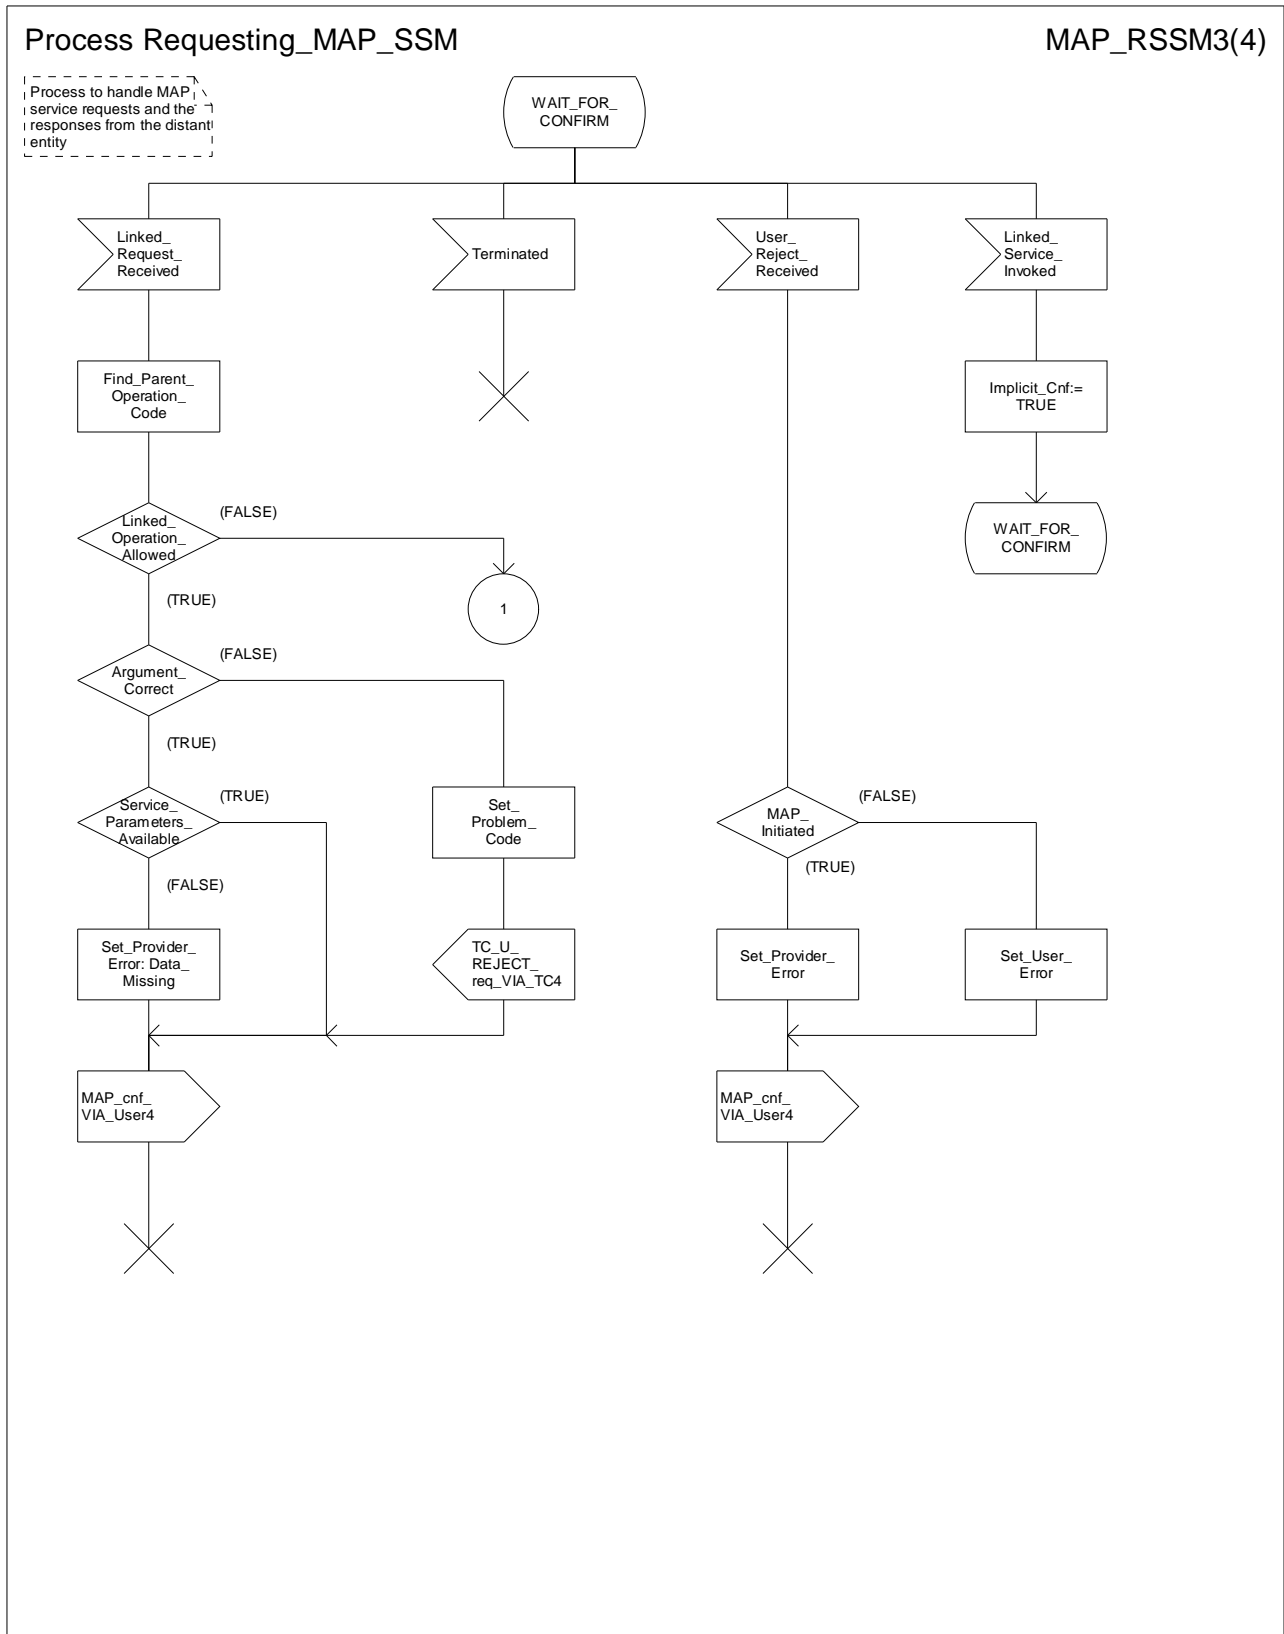 Process Requesting_MAP_SSM
MAP_RSSM3(4)
Process to handle MAP
service requests and the
responses from the distant
entity
WAIT_FOR_
CONFIRM
Linked_
Request_
Received
Terminated
User_
Reject_
Received
Linked_
Service_
Invoked
Find_Parent_
Operation_
Code
Implicit_Cnf:=
TRUE
Linked_
Operation_
Allowed
(FALSE)
WAIT_FOR_
CONFIRM
(TRUE)
1
Argument_
Correct
(FALSE)
(TRUE)
Service_
Parameters_
Available
(TRUE)
Set_
Problem_
Code
MAP_
Initiated
(FALSE)
(FALSE)
(TRUE)
Set_Provider_
Error: Data_
Missing
TC_U_
REJECT_
req_VIA_TC4
Set_Provider_
Error
Set_User_
Error
MAP_cnf_
VIA_User4
MAP_cnf_
VIA_User4